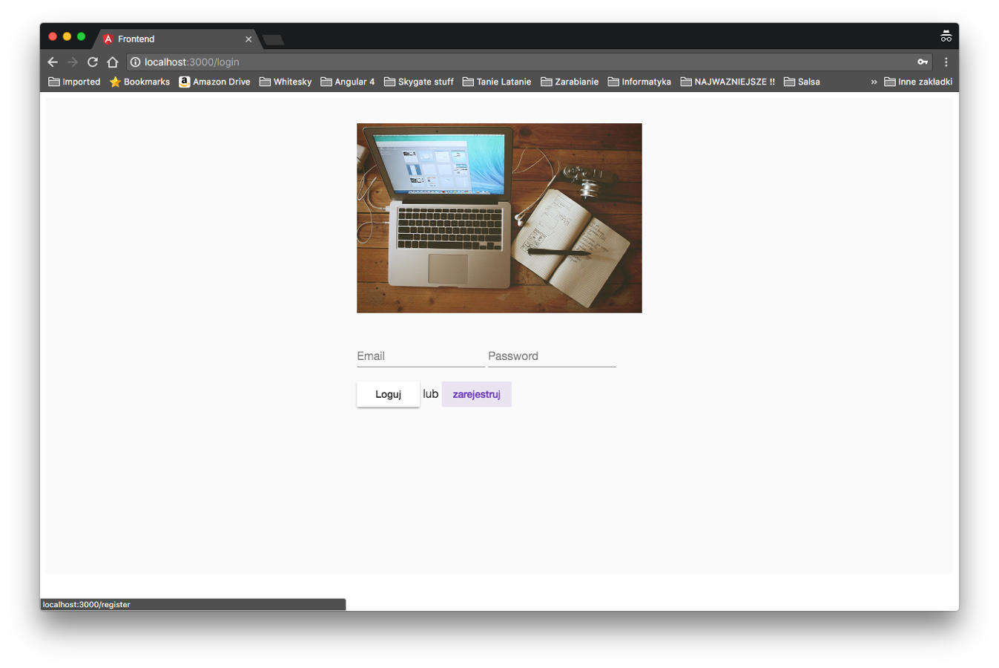 Frontend
localhost:3000/login
Imported Bookmarks Amazon Drive Whitesky Angular 4 Skygate stuff Tanie Latanie Zarabianie Informatyka NAJWAZNIEJSZE !! Salsa » Inne zakładki
Email Password
Loguj lub zarejestruj
localhost:3000/register